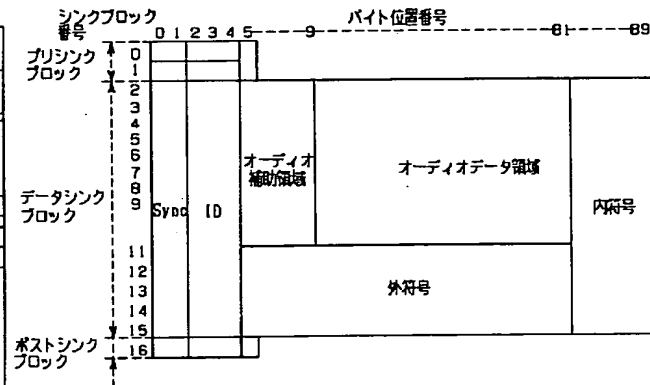 シンクブロック
番号
バイト位置番号
0 1 2 3 4 5 9 81 89
プリシンク
ブロック
0
1
2
3
4
5
6
7
8
9
11
12
13
14
15
16
データシンク
ブロック
Sync
ID
オーディオ
補助領域
オーディオデータ領域
内符号
外符号
ポストシンク
ブロック